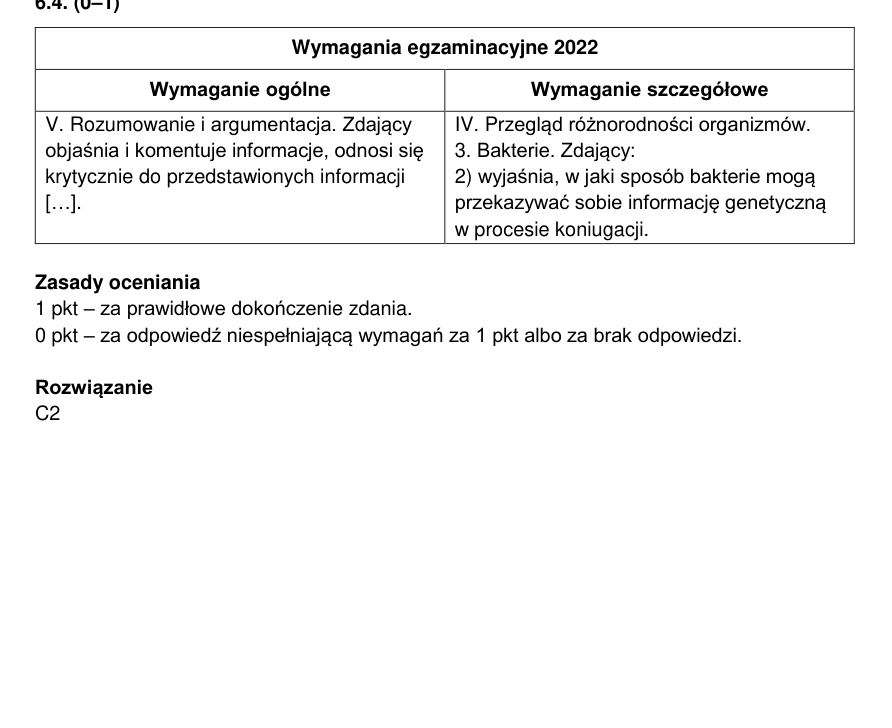 6.4. (0–1)
Wymagania egzaminacyjne 2022
Wymaganie ogólne
Wymaganie szczegółowe
V. Rozumowanie i argumentacja. Zdający
objaśnia i komentuje informacje, odnosi się
krytycznie do przedstawionych informacji
[…].
IV. Przegląd różnorodności organizmów.
3. Bakterie. Zdający:
2) wyjaśnia, w jaki sposób bakterie mogą
przekazywać sobie informację genetyczną
w procesie koniugacji.
Zasady oceniania
1 pkt – za prawidłowe dokończenie zdania.
0 pkt – za odpowiedź niespełniającą wymagań za 1 pkt albo za brak odpowiedzi.
Rozwiązanie
C2